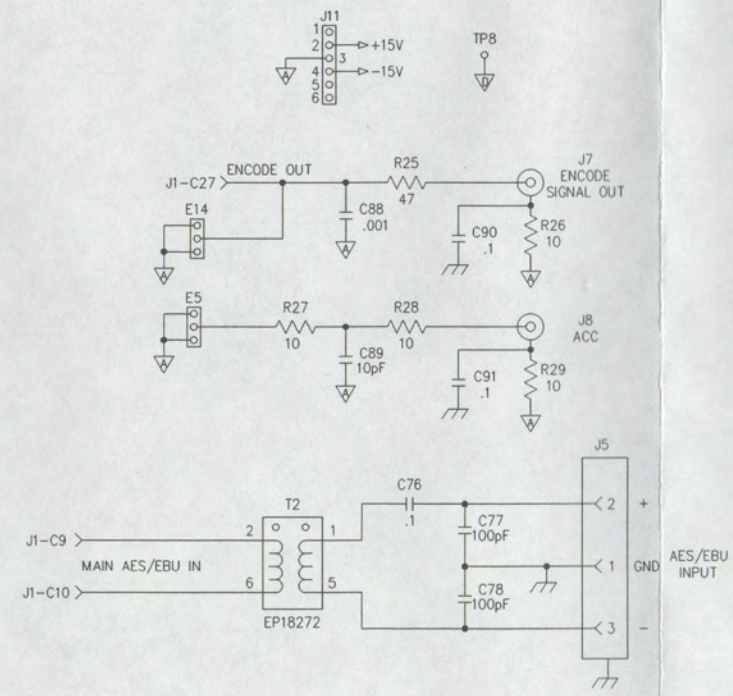 J11
1
2 +15V
3
4 -15V
5
6
TP8
D
A
J7
ENCODE
SIGNAL OUT
J1-C27 ENCODE OUT
R25
47
E14
C88
.001
C90
.1
R26
10
A
A
A
E5
R27
10
R28
10
J8
ACC
C89
10pF
C91
.1
R29
10
A
A
A
J5
C76
.1
T2
2 1
6 5
EP18272
J1-C9
MAIN AES/EBU IN
J1-C10
C77
100pF
C78
100pF
2 +
1 GND
3 -
AES/EBU
INPUT